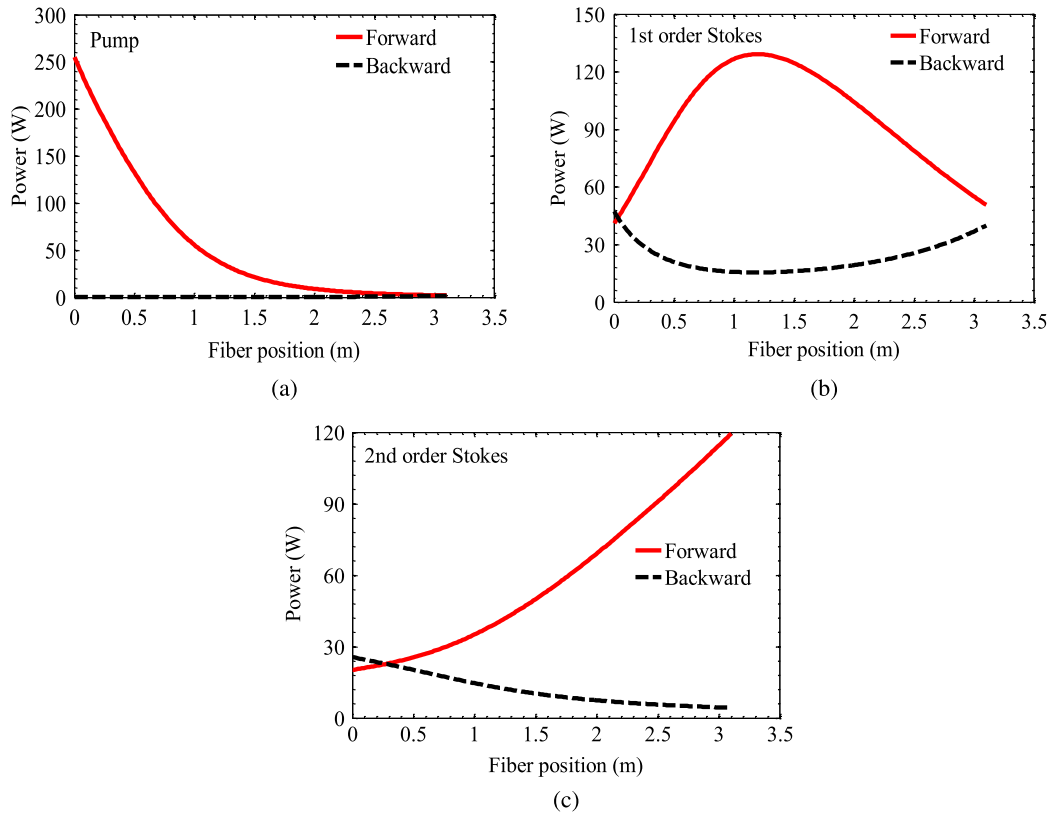 300
250
200
150
100
50
0
Power (W)
Pump
Forward
Backward
0 0.5 1 1.5 2 2.5 3 3.5
Fiber position (m)
(a)
150
120
90
60
30
0
Power (W)
1st order Stokes
Forward
Backward
0 0.5 1 1.5 2 2.5 3 3.5
Fiber position (m)
(b)
120
90
60
30
0
Power (W)
2nd order Stokes
Forward
Backward
0 0.5 1 1.5 2 2.5 3 3.5
Fiber position (m)
(c)